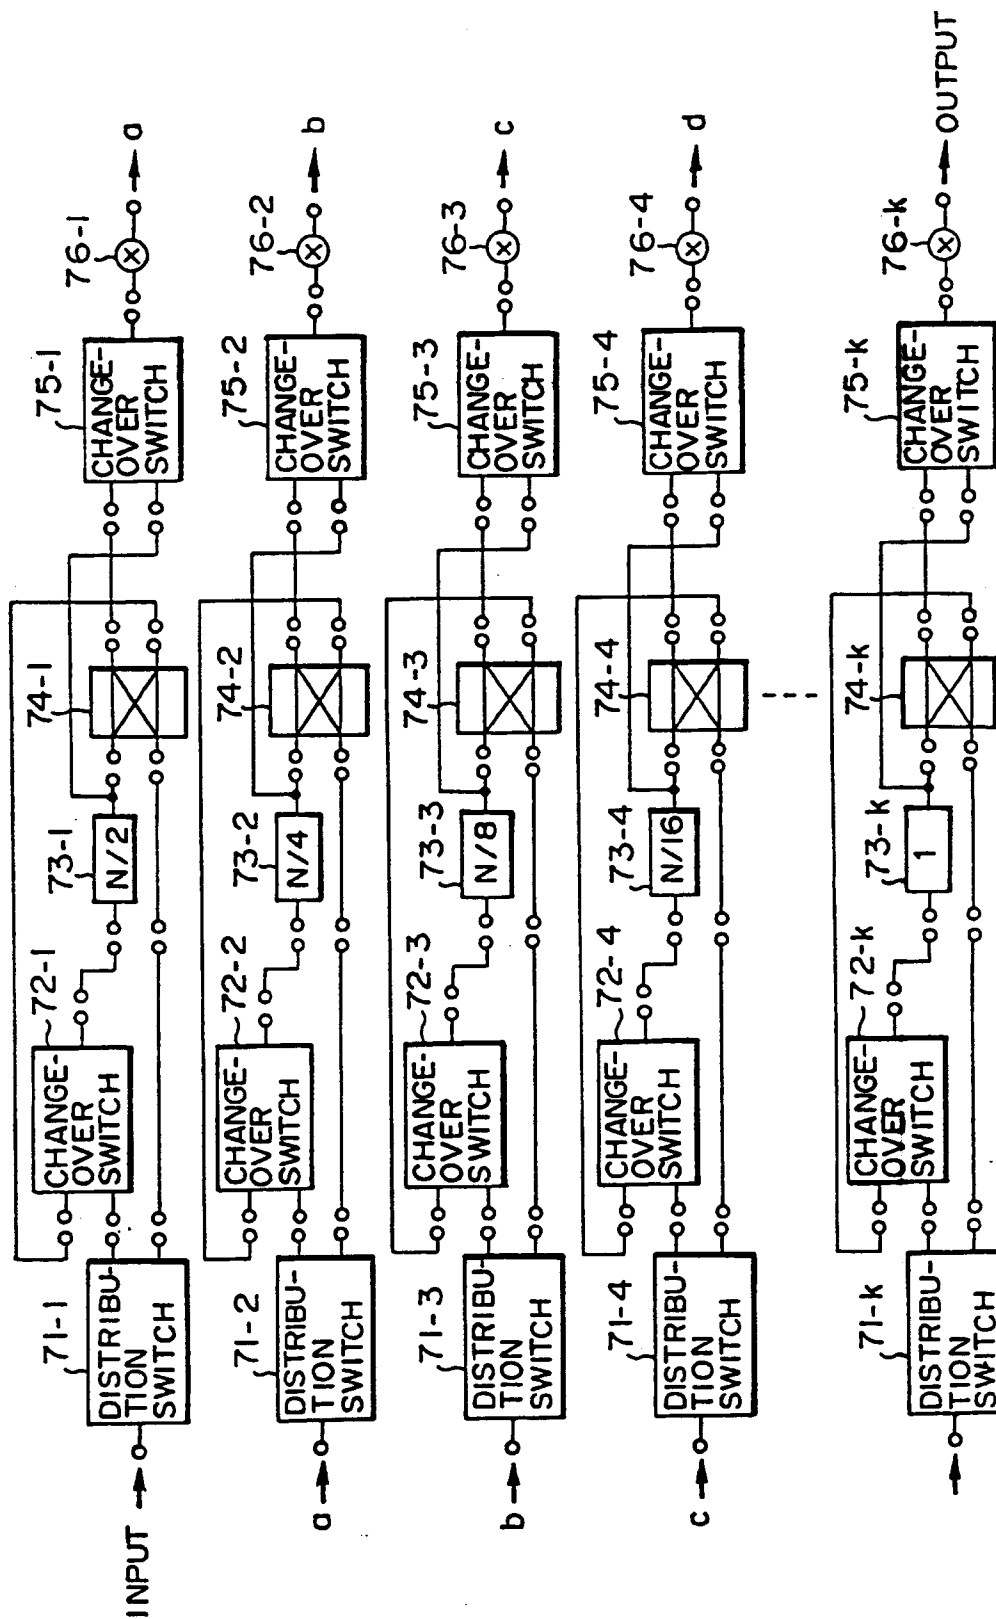 INPUT
71-1
DISTRIBU-
TION
SWITCH
72-1
CHANGE-
OVER
SWITCH
73-1
N/2
74-1
75-1
CHANGE-
OVER
SWITCH
76-1
X
a
a
71-2
DISTRIBU-
TION
SWITCH
72-2
CHANGE-
OVER
SWITCH
73-2
N/4
74-2
75-2
CHANGE-
OVER
SWITCH
76-2
X
b
b
71-3
DISTRIBU-
TION
SWITCH
72-3
CHANGE-
OVER
SWITCH
73-3
N/8
74-3
75-3
CHANGE-
OVER
SWITCH
76-3
X
c
c
71-4
DISTRIBU-
TION
SWITCH
72-4
CHANGE-
OVER
SWITCH
73-4
N/16
74-4
75-4
CHANGE-
OVER
SWITCH
76-4
X
d
71-k
DISTRIBU-
TION
SWITCH
72-k
CHANGE-
OVER
SWITCH
73-k
1
74-k
75-k
CHANGE-
OVER
SWITCH
76-k
X
OUTPUT